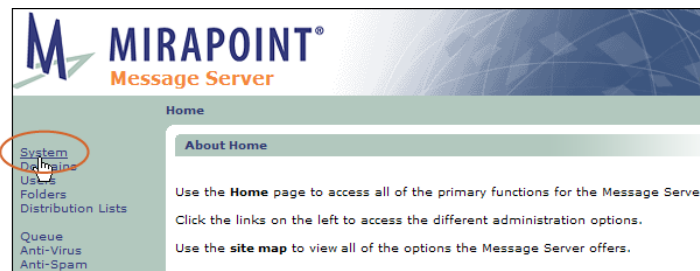 MIRAPOINT®
Message Server
Home
System
Domains
Users
Folders
Distribution Lists
Queue
Anti-Virus
Anti-Spam
About Home
Use the Home page to access all of the primary functions for the Message Serve
Click the links on the left to access the different administration options.
Use the site map to view all of the options the Message Server offers.